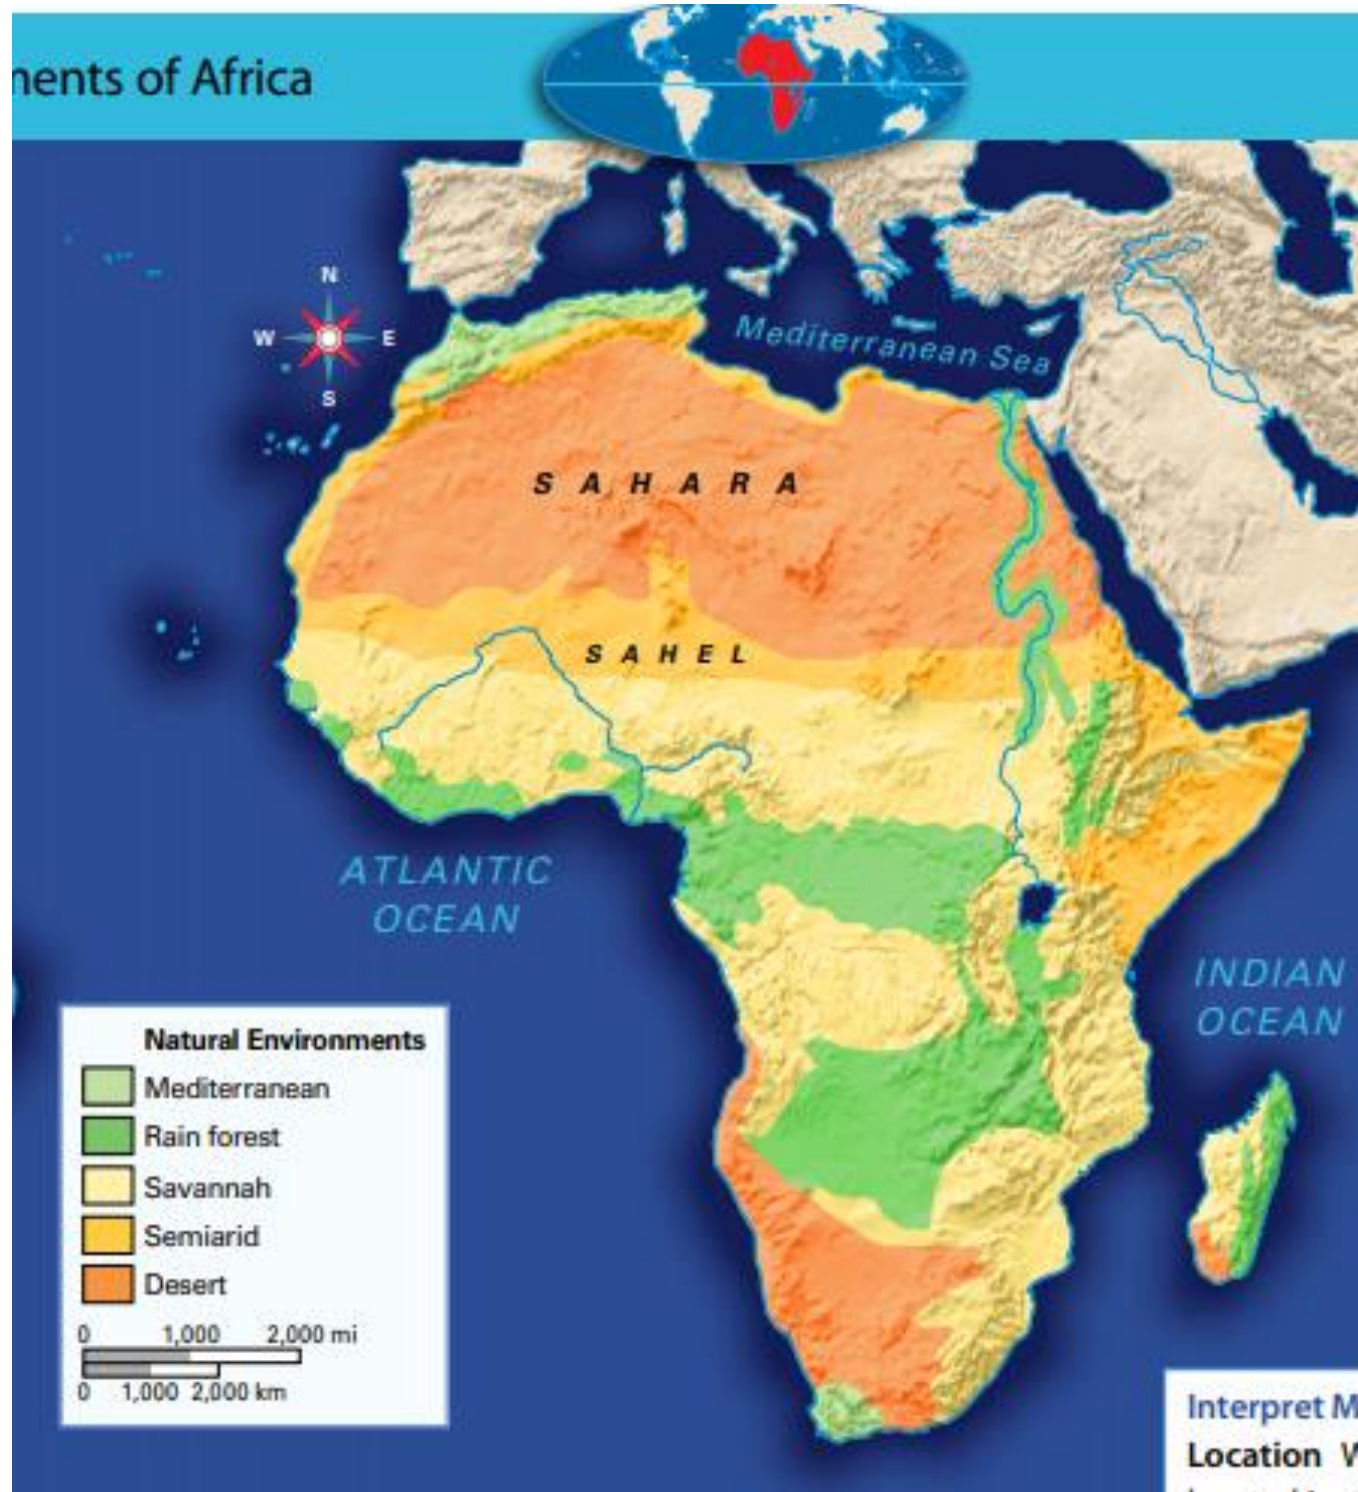 ments of Africa
N
W E
S
Mediterranean Sea
SAHARA
SAHEL
ATLANTIC
OCEAN
INDIAN
OCEAN
Natural Environments
Mediterranean
Rain forest
Savannah
Semiarid
Desert
0 1,000 2,000 mi
0 1,000 2,000 km
Interpret M
Location W